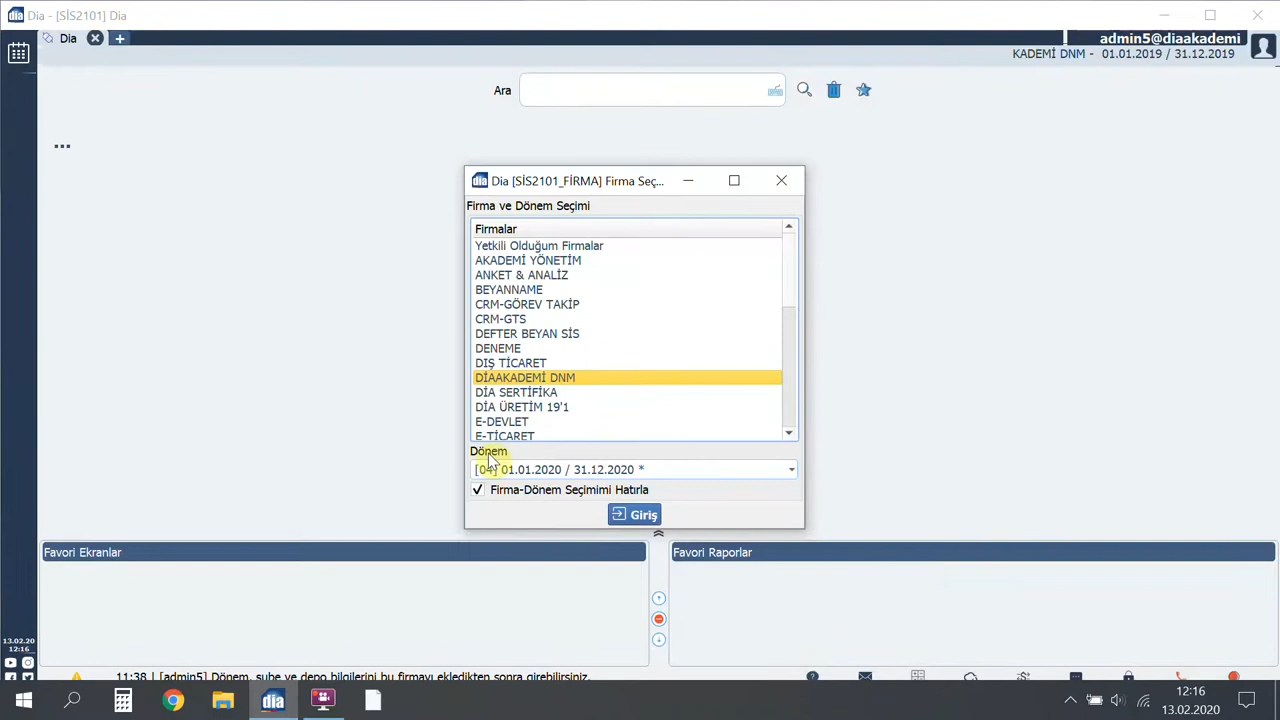 dia Dia - [SİS2101] Dia
Dia
admin5@diaakademi
KADEMİ DNM - 01.01.2019 / 31.12.2019
Ara
...
dia Dia [SİS2101_FİRMA] Firma Seç...
Firma ve Dönem Seçimi
Firmalar
Yetkili Olduğum Firmalar
AKADEMİ YÖNETİM
ANKET & ANALİZ
BEYANNAME
CRM-GÖREV TAKİP
CRM-GTS
DEFTER BEYAN SİS
DENEME
DIŞ TİCARET
DİAAKADEMİ DNM
DİA SERTİFİKA
DİA ÜRETİM 19'1
E-DEVLET
E-TİCARET
Dönem
[04] 01.01.2020 / 31.12.2020 *
Firma-Dönem Seçimimi Hatırla
Giriş
Favori Ekranlar
Favori Raporlar
13.02.20
12:16
11:38 | [admin5] Dönem, şube ve depo bilgilerini bu firmayı ekledikten sonra girebilirsiniz.
dia
12:16
13.02.2020